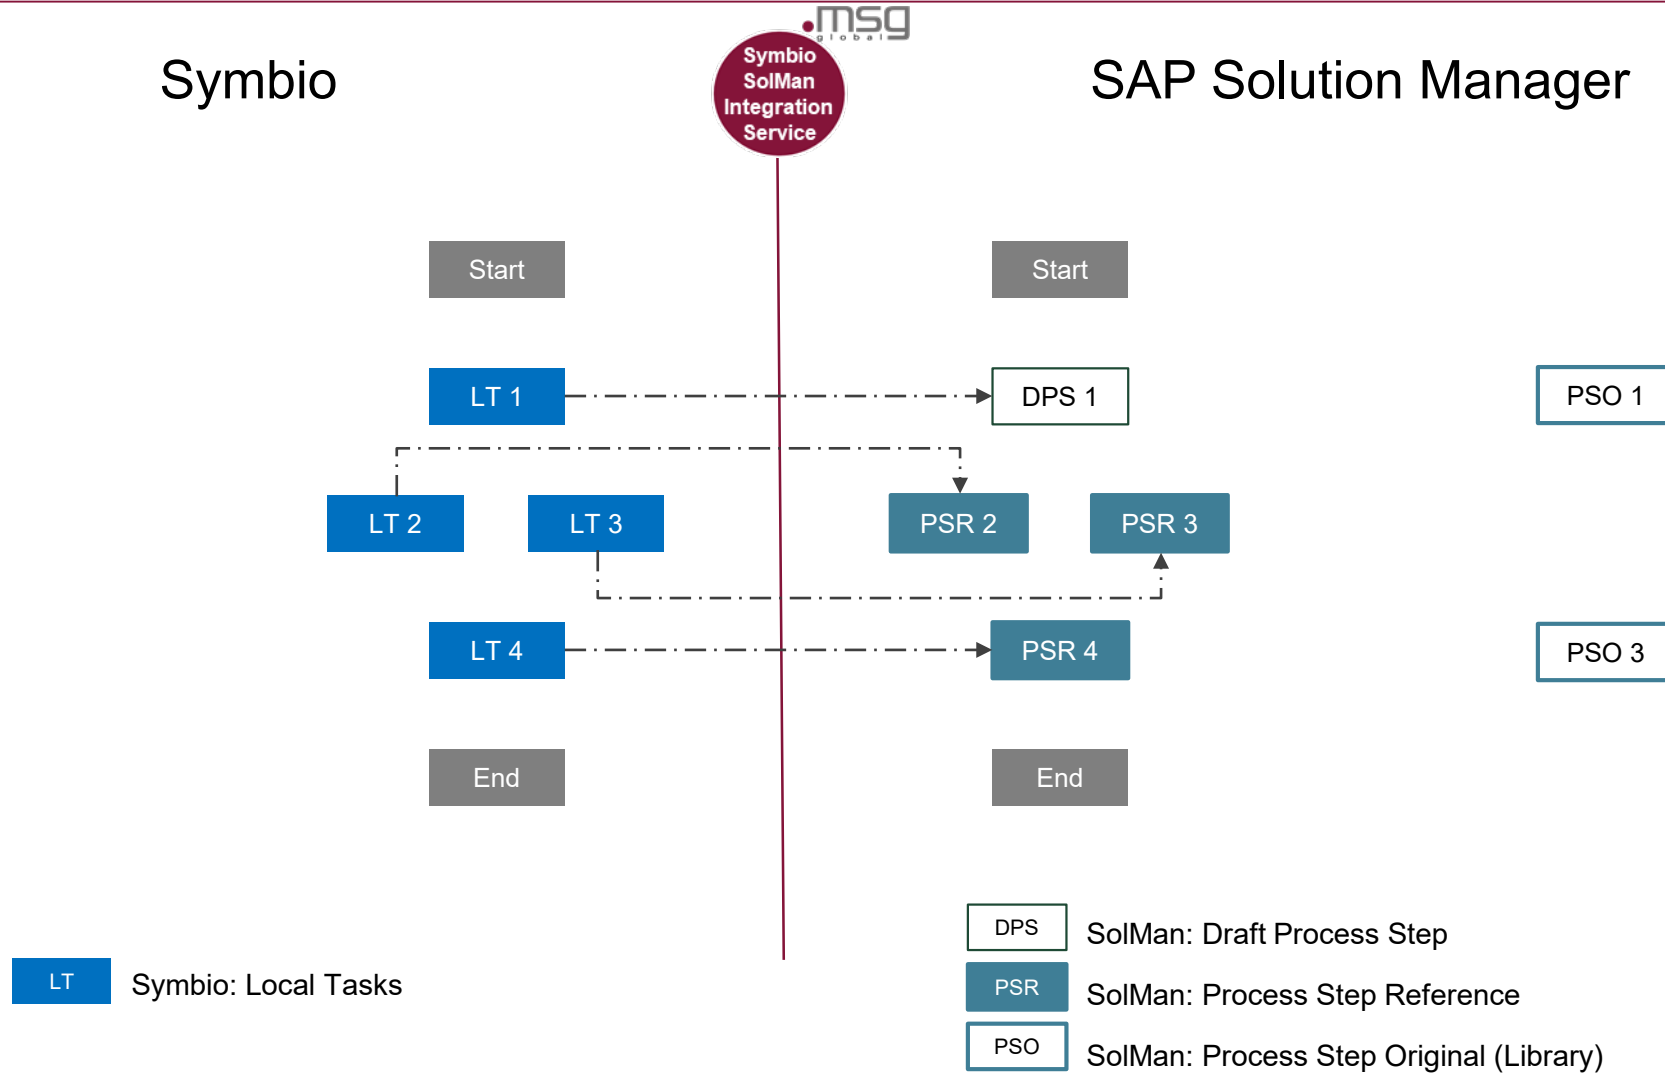 .msg
global
Symbio
Symbio
SolMan
Integration
Service
SAP Solution Manager
Start
Start
LT 1
DPS 1
PSO 1
LT 2
LT 3
PSR 2
PSR 3
LT 4
PSR 4
PSO 3
End
End
DPS
SolMan: Draft Process Step
LT
Symbio: Local Tasks
PSR
SolMan: Process Step Reference
PSO
SolMan: Process Step Original (Library)